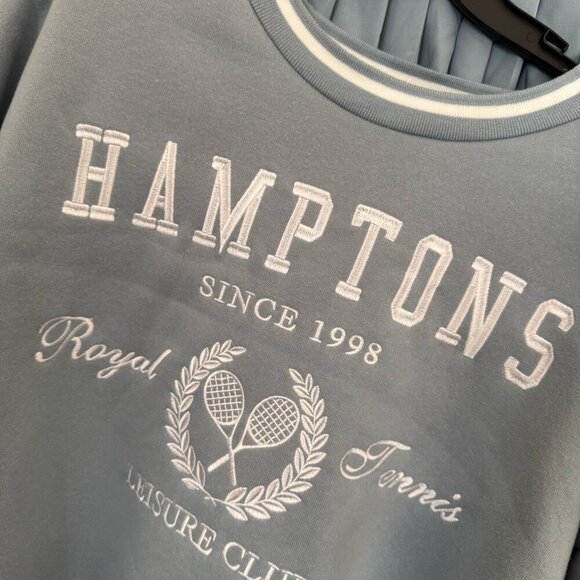 HAMPTONS
SINCE 1998
Royal Tennis
LEISURE CLUB